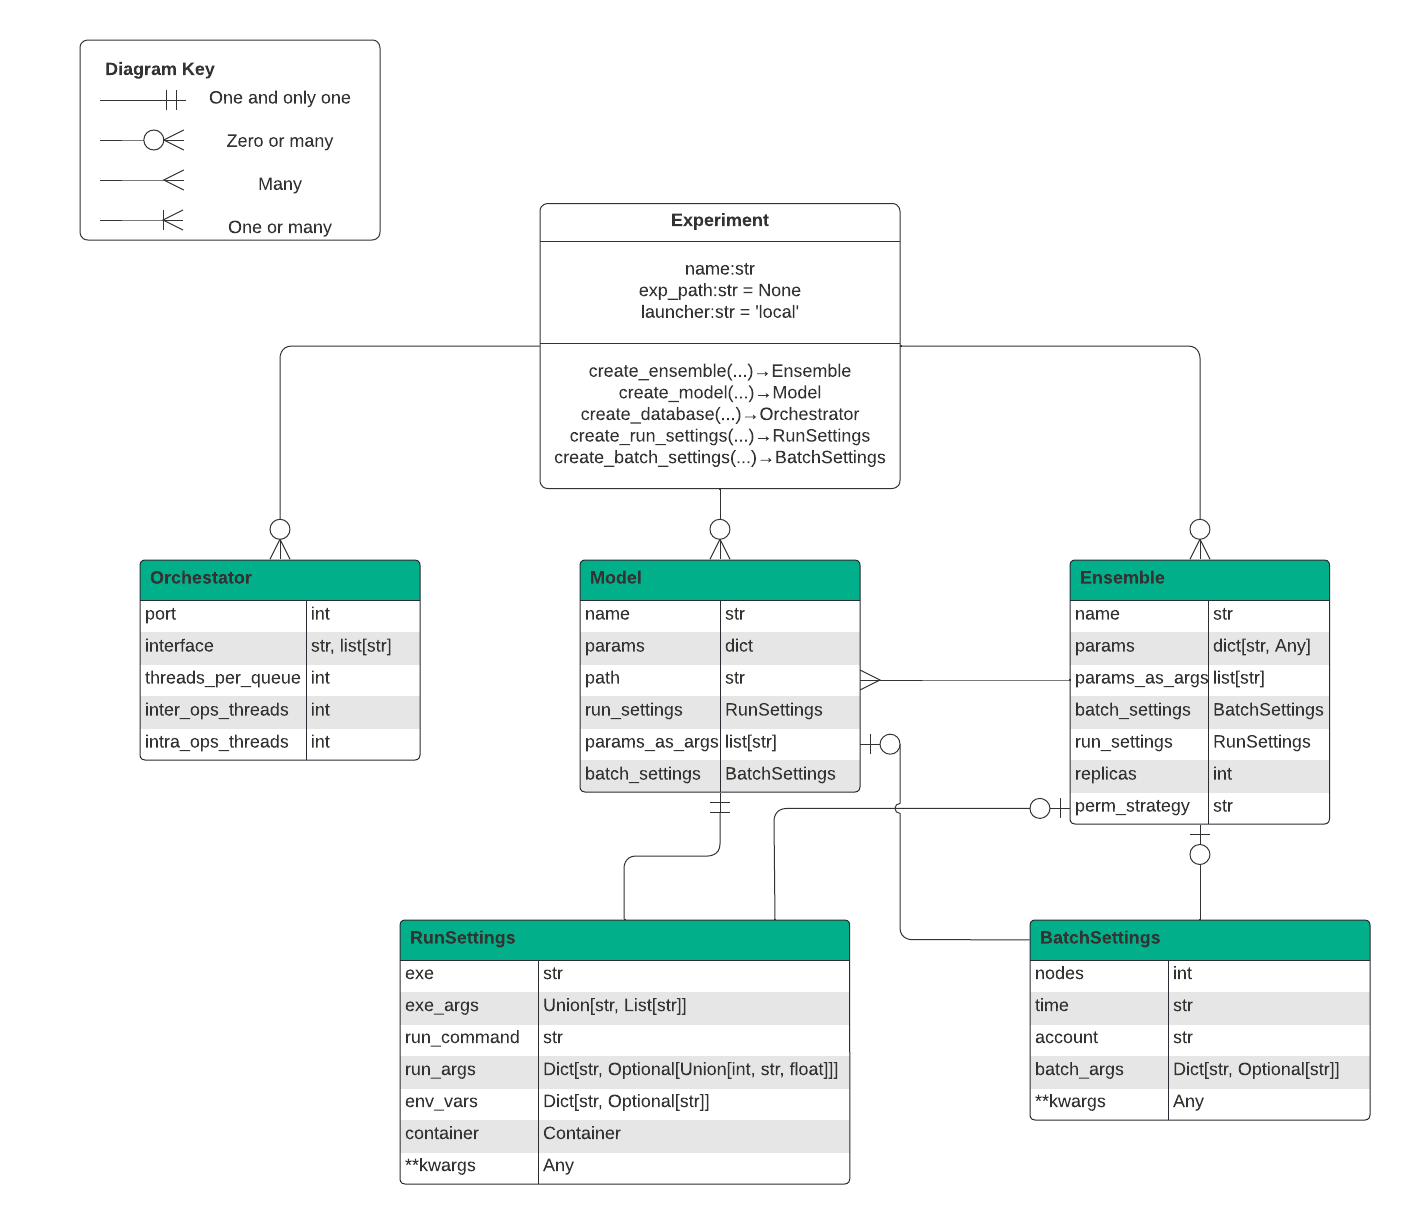 Diagram Key
One and only one
Zero or many
Many
One or many
Experiment
name:str
exp_path:str = None
launcher:str = 'local'
create_ensemble(...)→Ensemble
create_model(...)→Model
create_database(...)→Orchestrator
create_run_settings(...)→RunSettings
create_batch_settings(...)→BatchSettings
Orchestator
port int
interface str, list[str]
threads_per_queue int
inter_ops_threads int
intra_ops_threads int
Model
name str
params dict
path str
run_settings RunSettings
params_as_args list[str]
batch_settings BatchSettings
Ensemble
name str
params dict[str, Any]
params_as_args list[str]
batch_settings BatchSettings
run_settings RunSettings
replicas int
perm_strategy str
RunSettings
exe str
exe_args Union[str, List[str]]
run_command str
run_args Dict[str, Optional[Union[int, str, float]]]
env_vars Dict[str, Optional[str]]
container Container
**kwargs Any
BatchSettings
nodes int
time str
account str
batch_args Dict[str, Optional[str]]
**kwargs Any